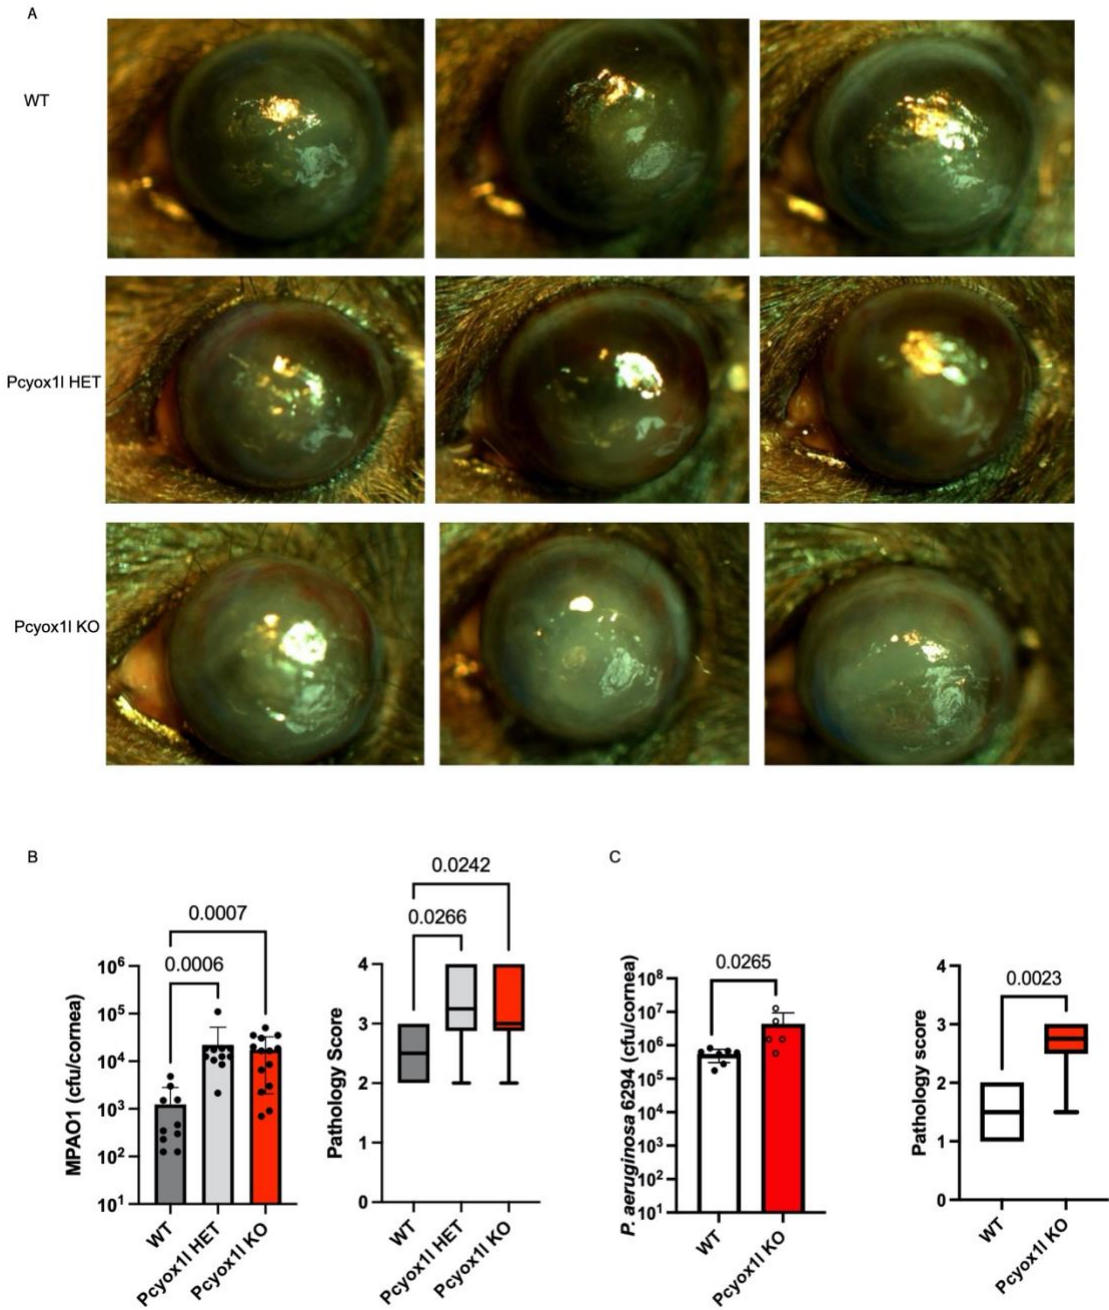 A
WT
Pcyox1l HET
Pcyox1l KO
B
0.0007
0.0006
10^6
10^5
10^4
10^3
10^2
10^1
MPAO1 (cfu/cornea)
WT
Pcyox1l HET
Pcyox1l KO
0.0242
0.0266
4
3
2
1
0
Pathology Score
WT
Pcyox1l HET
Pcyox1l KO
C
0.0265
10^8
10^7
10^6
10^5
10^4
10^3
10^2
10^1
P. aeruginosa 6294 (cfu/cornea)
WT
Pcyox1l KO
0.0023
4
3
2
1
0
Pathology score
WT
Pcyox1l KO